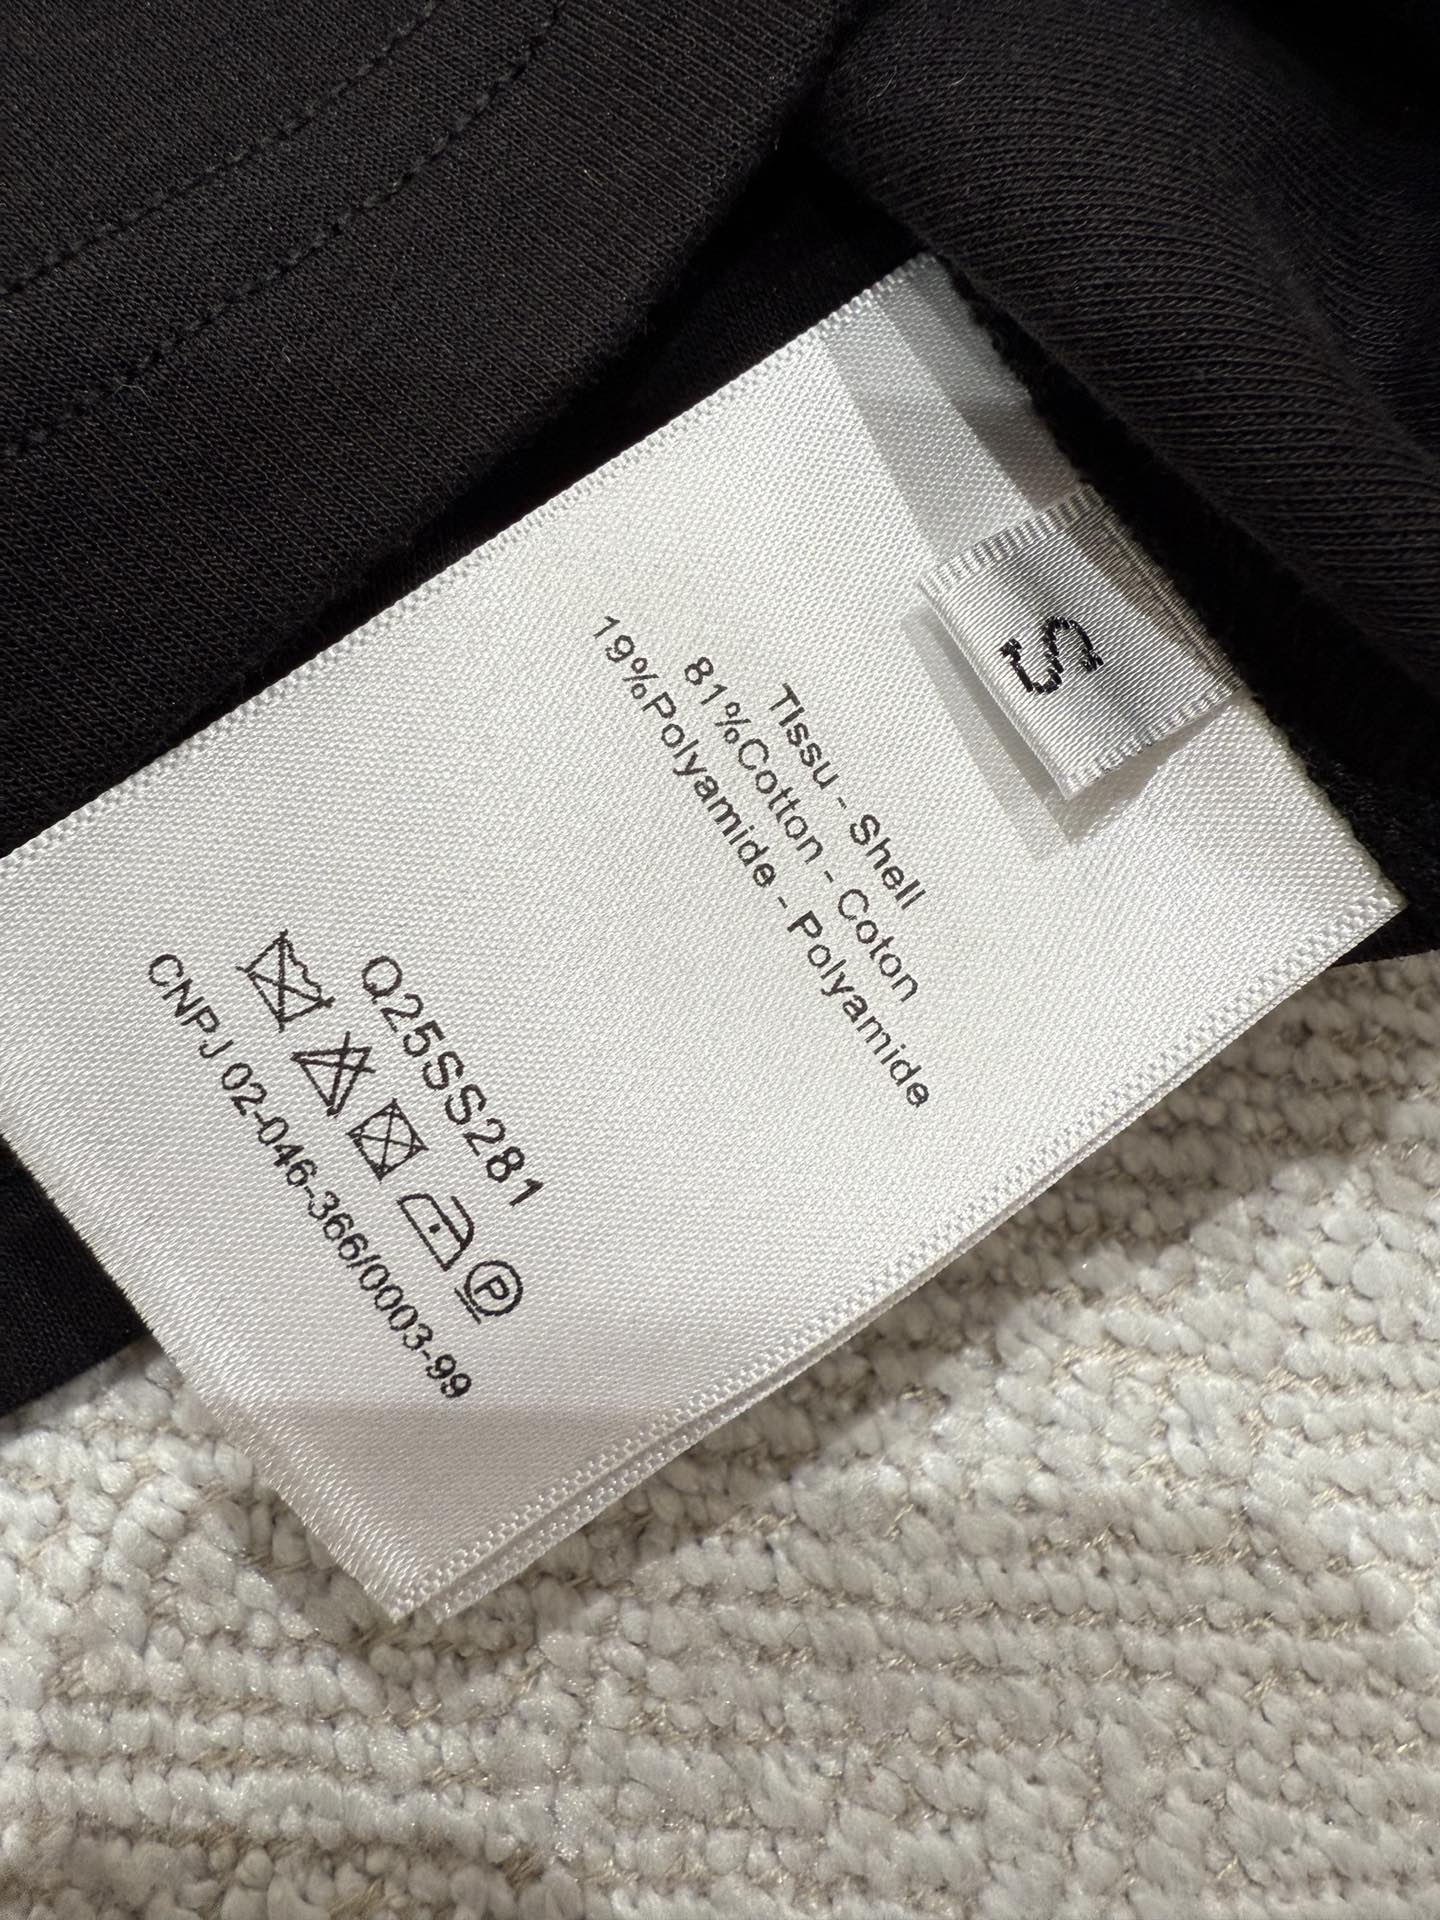 S
Tissu - Shell
81%Cotton - Coton
19%Polyamide - Polyamide
Q25SS281
P
CNPJ 02-046-366/0003-99